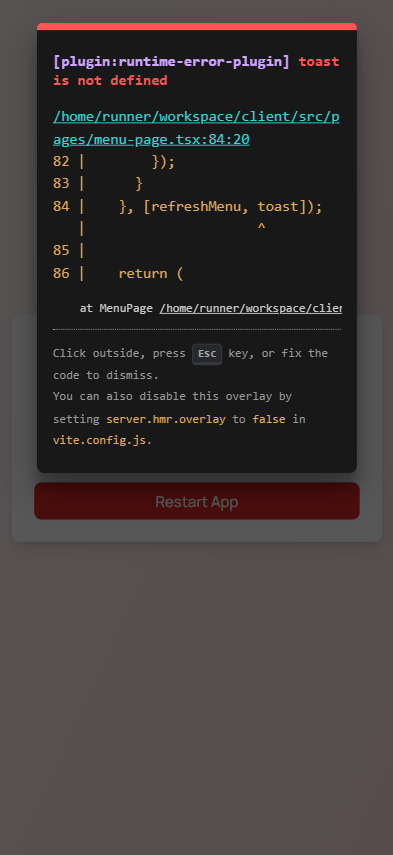 [plugin:runtime-error-plugin] toast
is not defined
/home/runner/workspace/client/src/p
ages/menu-page.tsx:84:20
82 |        });
83 |      }
84 |    }, [refreshMenu, toast]);
   |                     ^
85 |
86 |    return (
at MenuPage /home/runner/workspace/clien
Click outside, press Esc key, or fix the
code to dismiss.
You can also disable this overlay by
setting server.hmr.overlay to false in
vite.config.js.
Restart App